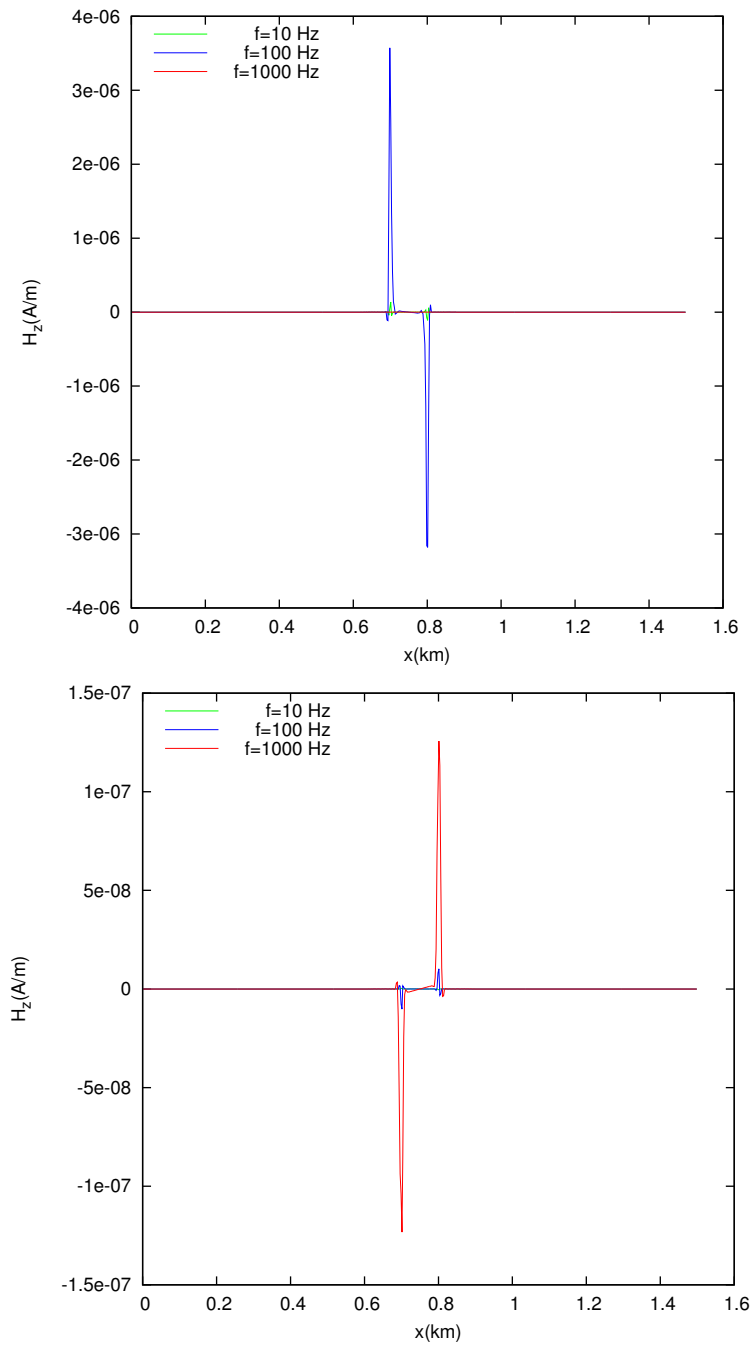 4e-06
f=10 Hz
f=100 Hz
f=1000 Hz
3e-06
2e-06
1e-06
0
-1e-06
-2e-06
-3e-06
-4e-06
H_z(A/m)
0 0.2 0.4 0.6 0.8 1 1.2 1.4 1.6
x(km)
1.5e-07
f=10 Hz
f=100 Hz
f=1000 Hz
1e-07
5e-08
0
-5e-08
-1e-07
-1.5e-07
H_z(A/m)
0 0.2 0.4 0.6 0.8 1 1.2 1.4 1.6
x(km)